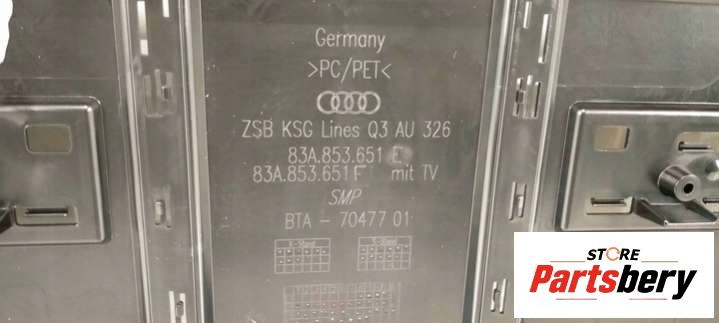 Germany
>PC/PET<
ZSB KSG Lines Q3 AU 326
83A.853.651 E
83A.853.651 F mit TV
SMP
BTA - 70477 01
STORE
Partsbery